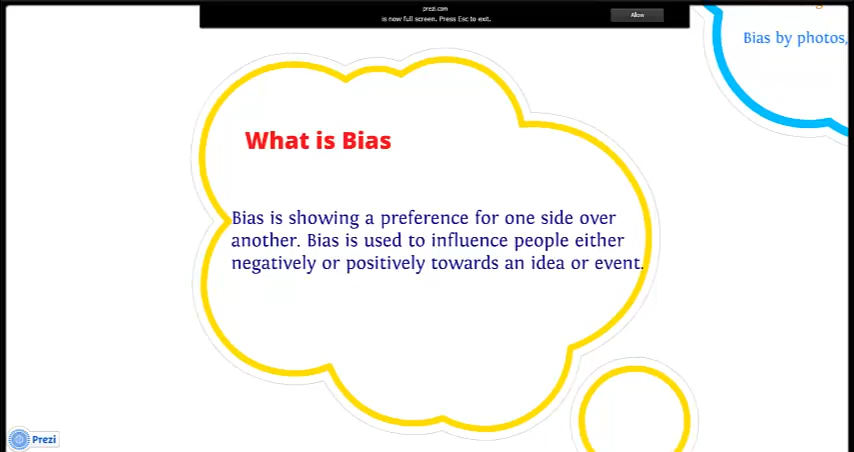 prezi.com
is now full screen. Press Esc to exit.
Allow
Bias by photos,
What is Bias
Bias is showing a preference for one side over
another. Bias is used to influence people either
negatively or positively towards an idea or event.
Prezi